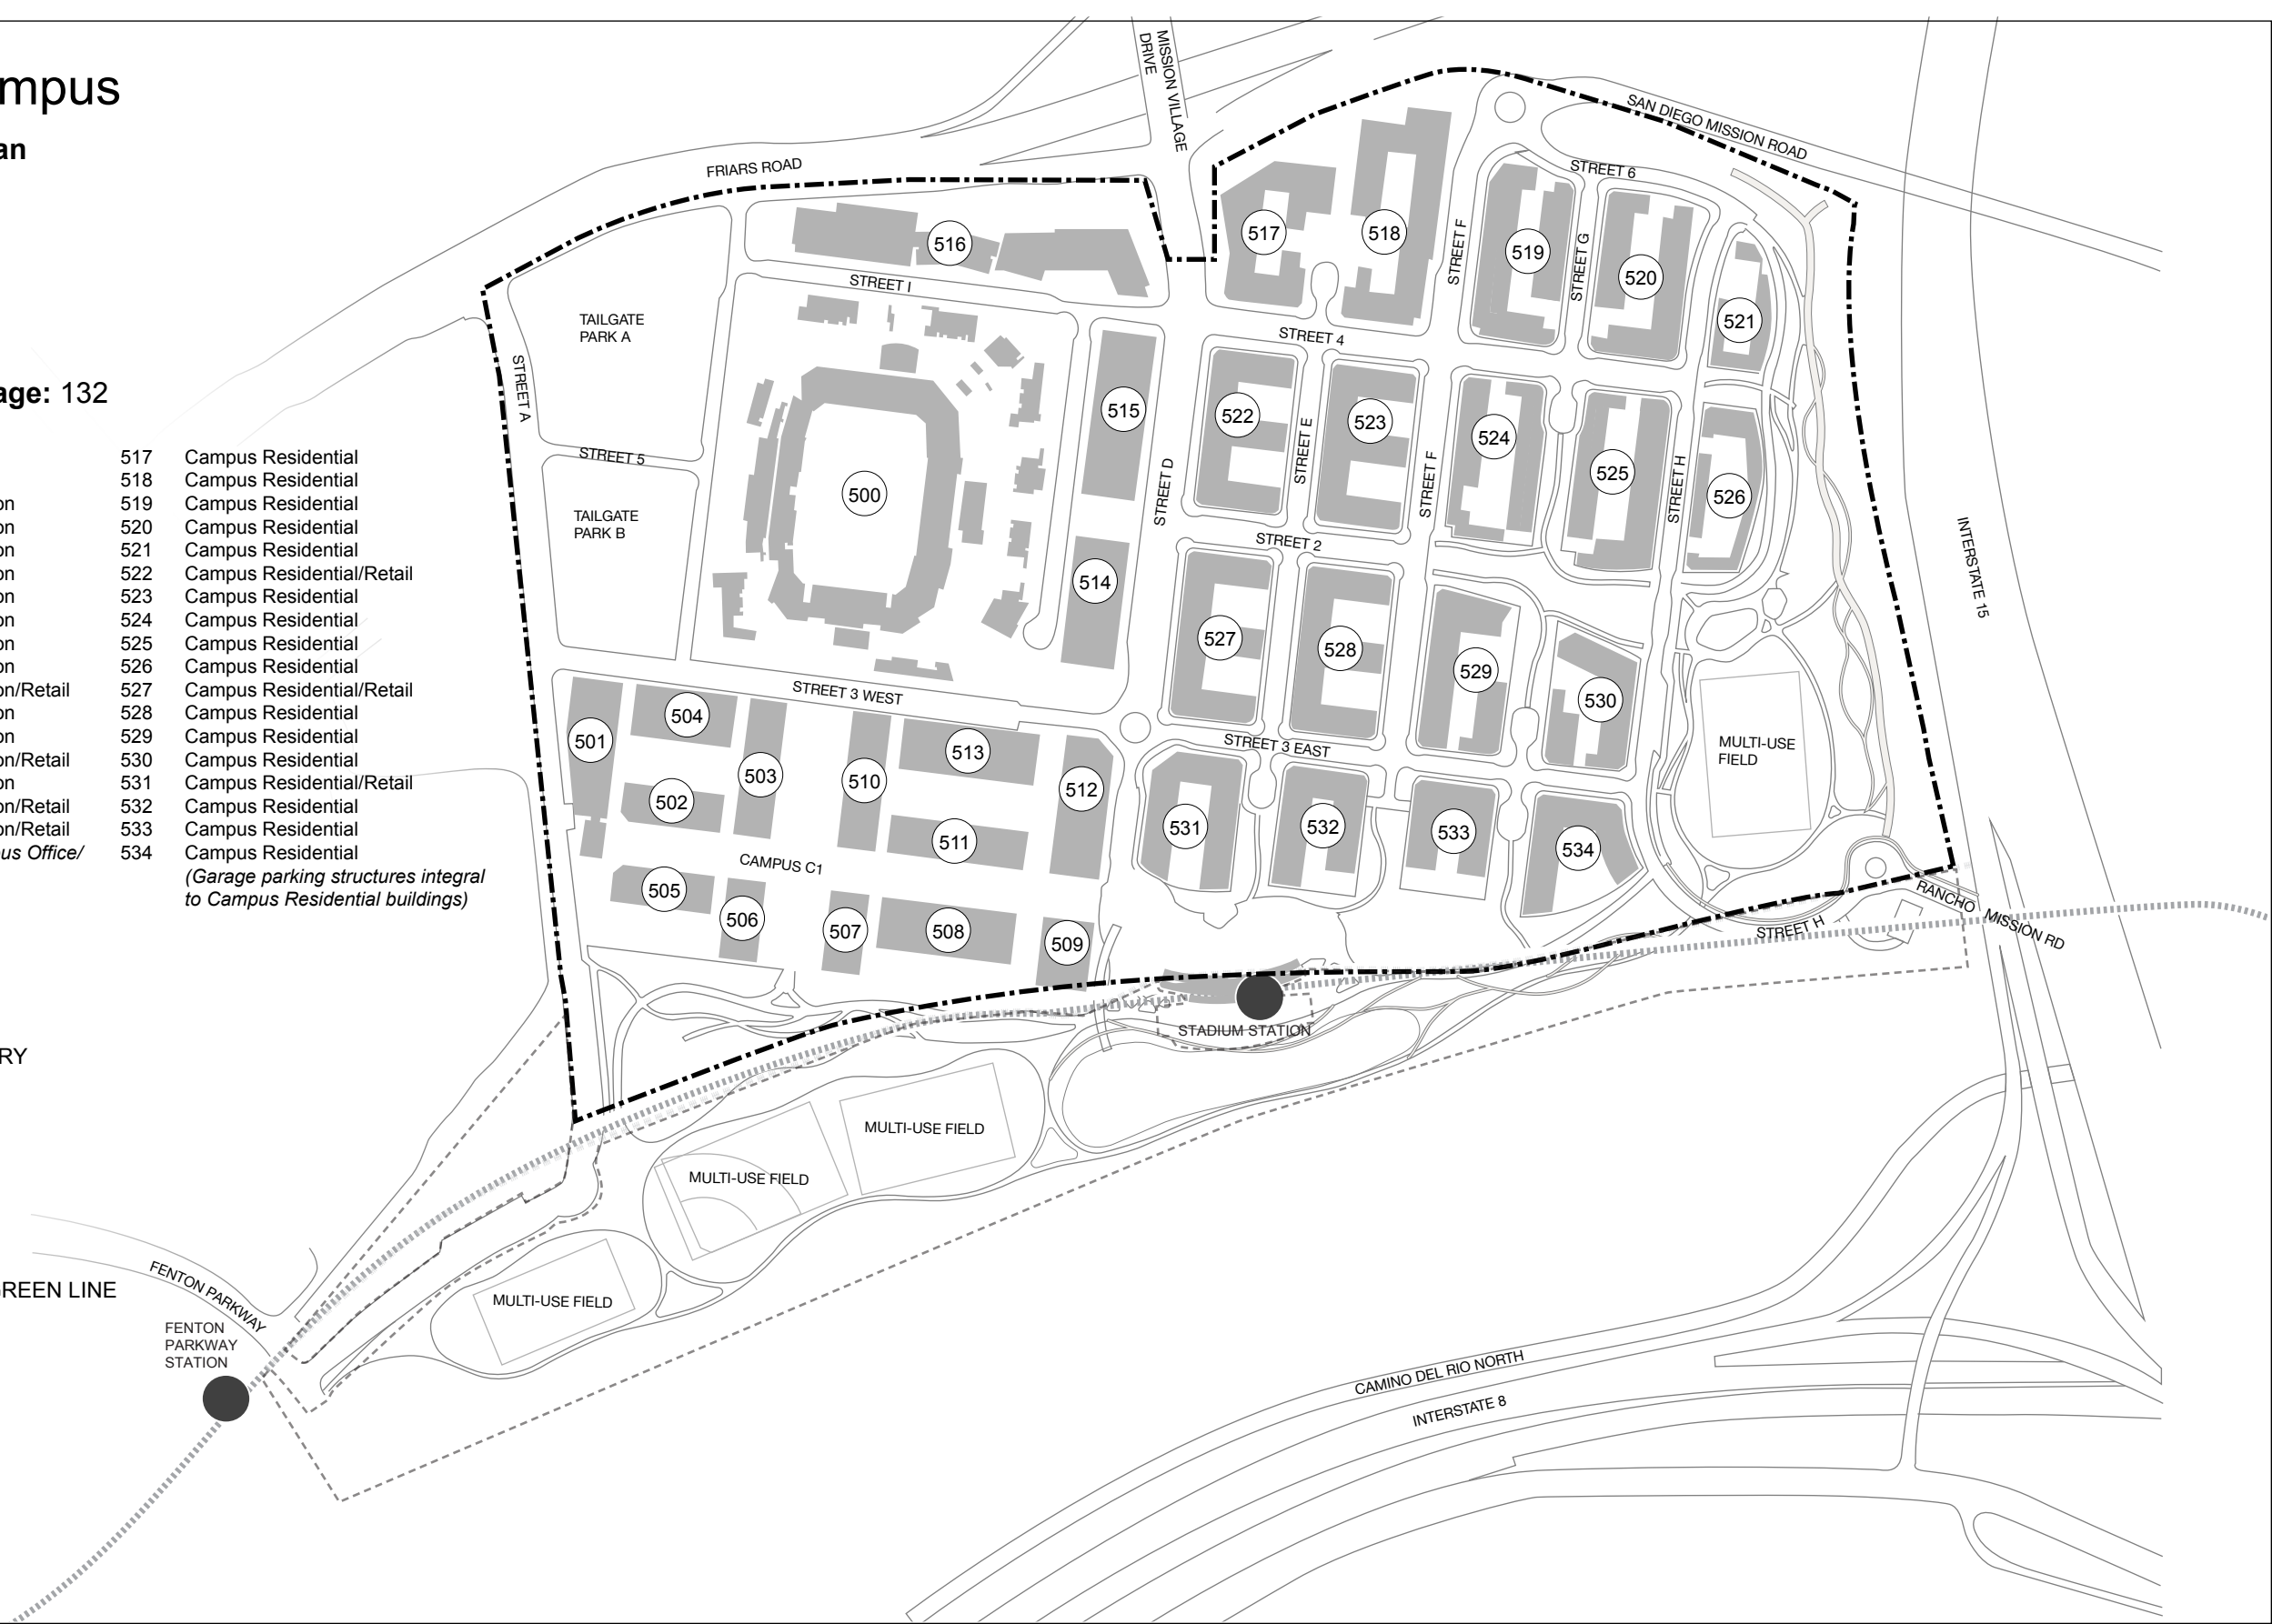 mpus
an
age: 132
517 Campus Residential
518 Campus Residential
on 519 Campus Residential
on 520 Campus Residential
on 521 Campus Residential
on 522 Campus Residential/Retail
on 523 Campus Residential
on 524 Campus Residential
on 525 Campus Residential
on 526 Campus Residential
on/Retail 527 Campus Residential/Retail
on 528 Campus Residential
on 529 Campus Residential
on/Retail 530 Campus Residential
on 531 Campus Residential/Retail
on/Retail 532 Campus Residential
on/Retail 533 Campus Residential
us Office/ 534 Campus Residential
(Garage parking structures integral
to Campus Residential buildings)
RY
GREEN LINE
MISSION VILLAGE
DRIVE
SAN DIEGO MISSION ROAD
FRIARS ROAD
STREET 6
516
517
518
STREET F
519
STREET G
520
521
STREET I
TAILGATE
PARK A
STREET A
STREET 4
515
522
STREET E
523
524
525
STREET H
526
STREET 5
STREET D
STREET F
500
TAILGATE
PARK B
STREET 2
INTERSTATE 15
514
527
528
529
530
STREET 3 WEST
501
504
503
510
513
512
STREET 3 EAST
MULTI-USE
FIELD
502
511
531
532
533
534
CAMPUS C1
505
506
507
508
509
RANCHO MISSION RD
STREET H
STADIUM STATION
MULTI-USE FIELD
MULTI-USE FIELD
MULTI-USE FIELD
FENTON PARKWAY
FENTON
PARKWAY
STATION
CAMINO DEL RIO NORTH
INTERSTATE 8